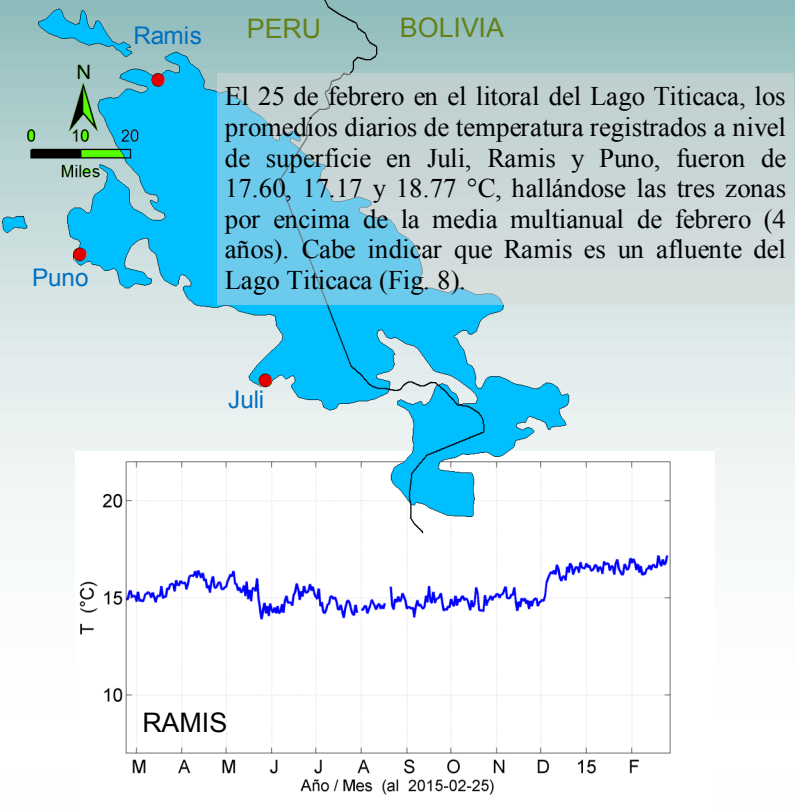 PERU BOLIVIA
Ramis
N
0 10 20
Miles
El 25 de febrero en el litoral del Lago Titicaca, los
promedios diarios de temperatura registrados a nivel
de superficie en Juli, Ramis y Puno, fueron de
17.60, 17.17 y 18.77 °C, hallándose las tres zonas
por encima de la media multianual de febrero (4
años). Cabe indicar que Ramis es un afluente del
Lago Titicaca (Fig. 8).
Puno
Juli
20
15
10
T (°C)
RAMIS
M A M J J A S O N D 15 F
Año / Mes (al 2015-02-25)